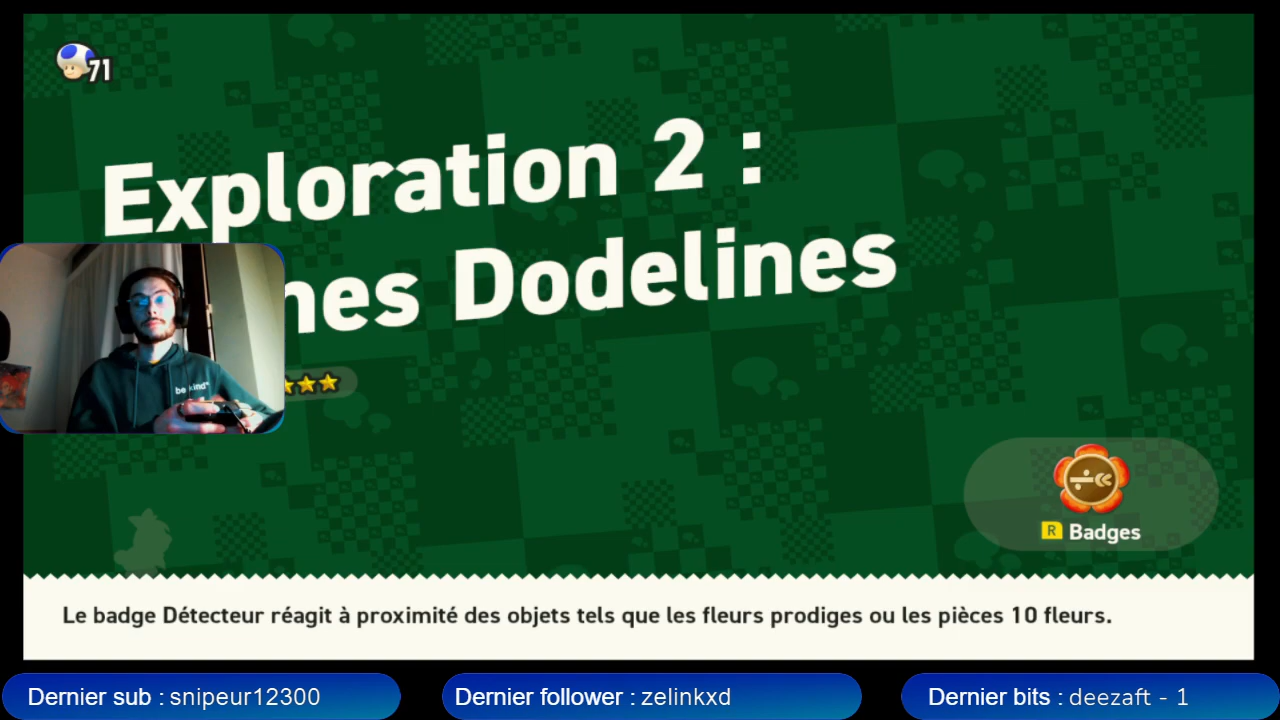 71
Exploration 2 :
nes Dodelines
be kind*
R Badges
Le badge Détecteur réagit à proximité des objets tels que les fleurs prodiges ou les pièces 10 fleurs.
Dernier sub : snipeur12300
Dernier follower : zelinkxd
Dernier bits : deezaft - 1